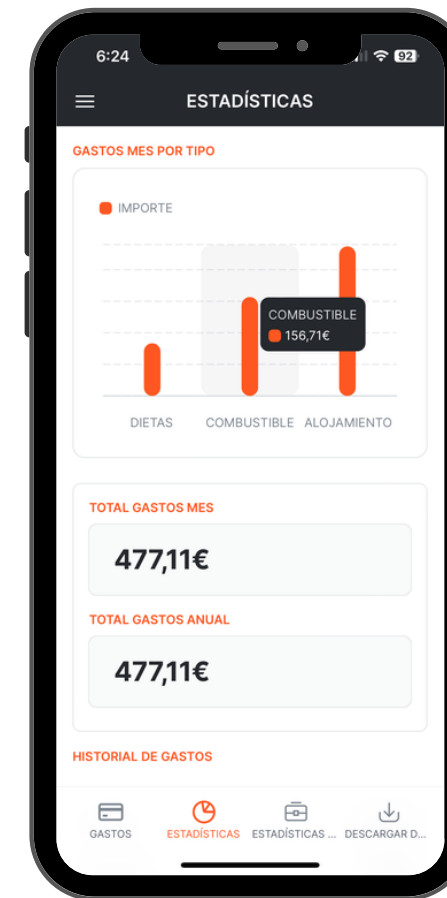 6:24
92
ESTADÍSTICAS
GASTOS MES POR TIPO
IMPORTE
COMBUSTIBLE
156,71€
DIETAS COMBUSTIBLE ALOJAMIENTO
TOTAL GASTOS MES
477,11€
TOTAL GASTOS ANUAL
477,11€
HISTORIAL DE GASTOS
GASTOS ESTADÍSTICAS ESTADÍSTICAS ... DESCARGAR D...